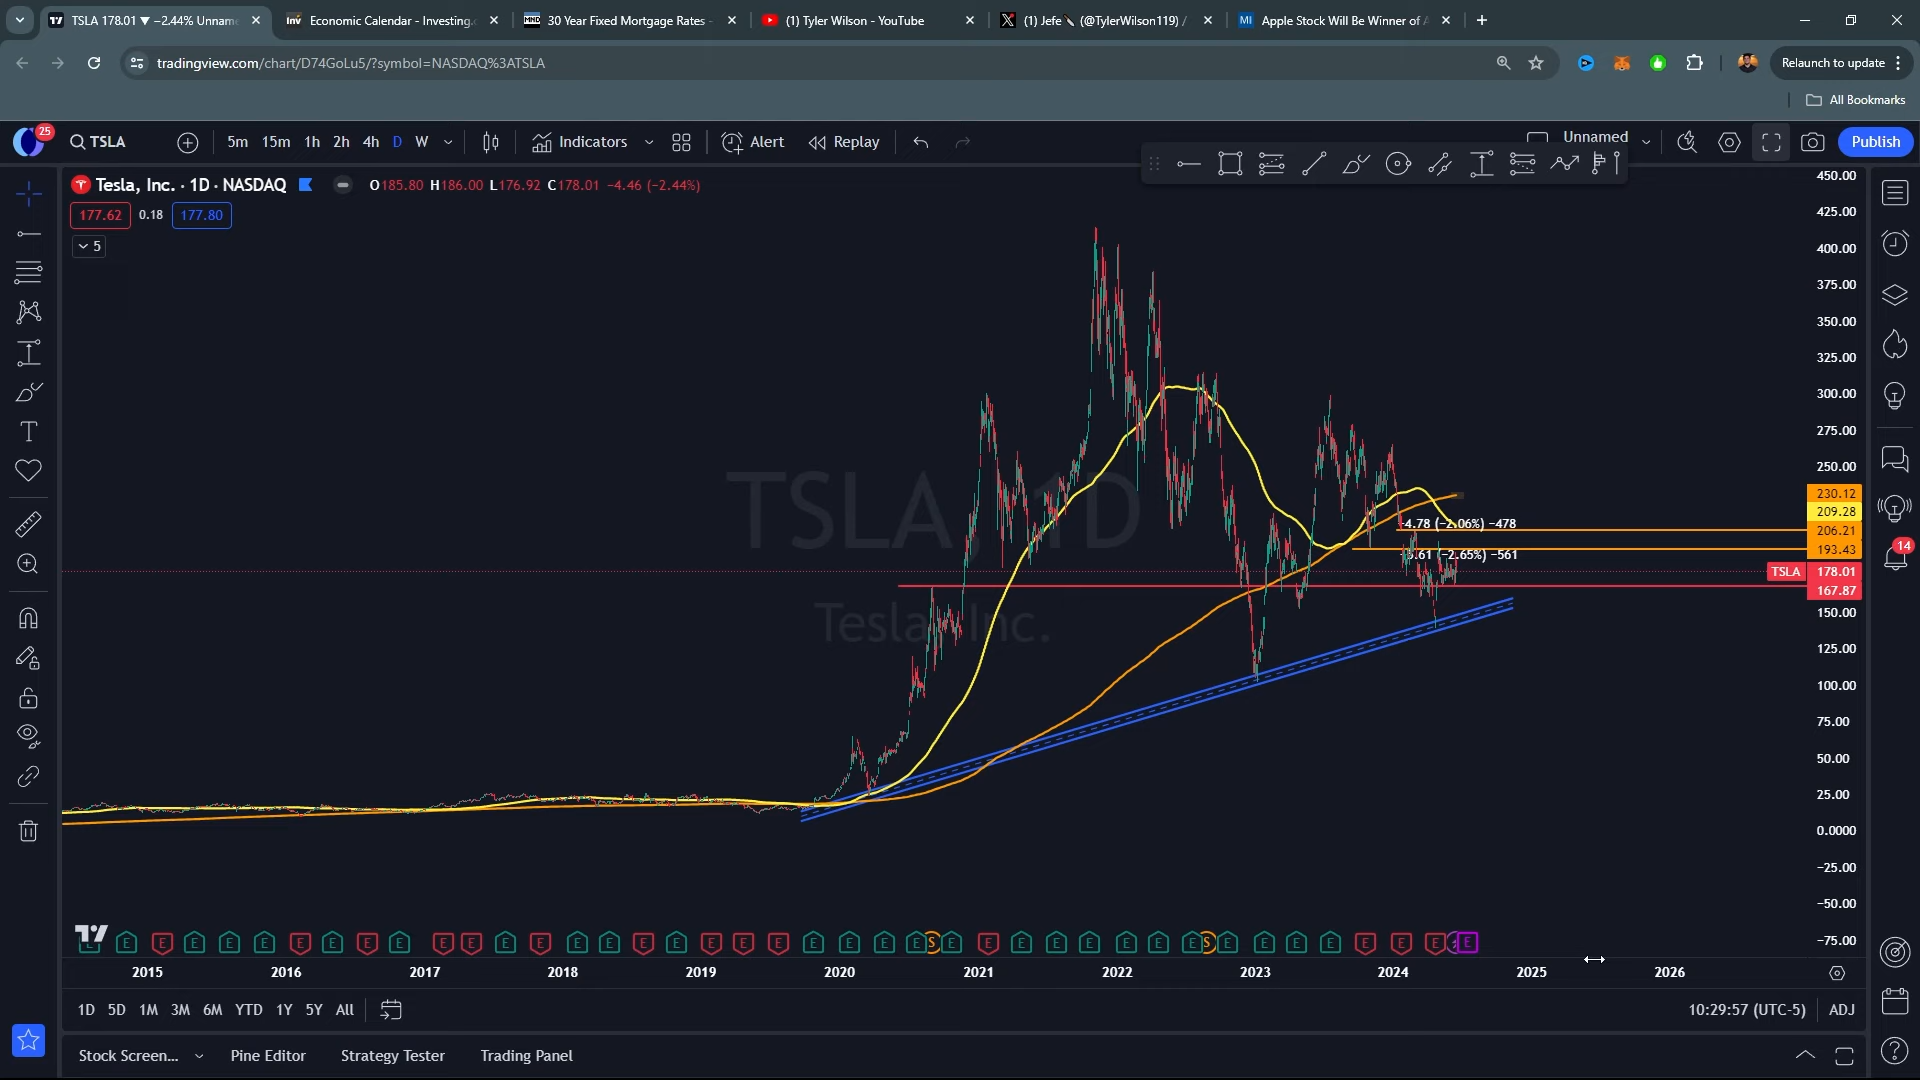 TSLA 178.01 ▼ −2.44% Unnam
Economic Calendar - Investing.
30 Year Fixed Mortgage Rates -
(1) Tyler Wilson - YouTube
(1) Jefe (@TylerWilson119) /
Apple Stock Will Be Winner of A
tradingview.com/chart/D74GoLu5/?symbol=NASDAQ%3ATSLA
Relaunch to update
All Bookmarks
25
TSLA
5m 15m 1h 2h 4h D W
Indicators
Alert
Replay
Unnamed
Publish
Tesla, Inc. · 1D · NASDAQ
O185.80 H186.00 L176.92 C178.01 −4.46 (−2.44%)
177.62 0.18 177.80
5
TSLA, 1D
Tesla, Inc.
450.00
425.00
400.00
375.00
350.00
325.00
300.00
275.00
250.00
230.12
209.28
−4.78 (−2.06%) −478
206.21
193.43
−5.61 (−2.65%) −561
14
TSLA 178.01
167.87
150.00
125.00
100.00
75.00
50.00
25.00
0.0000
−25.00
−50.00
−75.00
E E E E E E E E E E E E E E E E E E E E E E E E S E E E E E E E E S E E E E E E E E
2015 2016 2017 2018 2019 2020 2021 2022 2023 2024 2025 2026
1D 5D 1M 3M 6M YTD 1Y 5Y All
10:29:57 (UTC-5) ADJ
Stock Screen... Pine Editor Strategy Tester Trading Panel